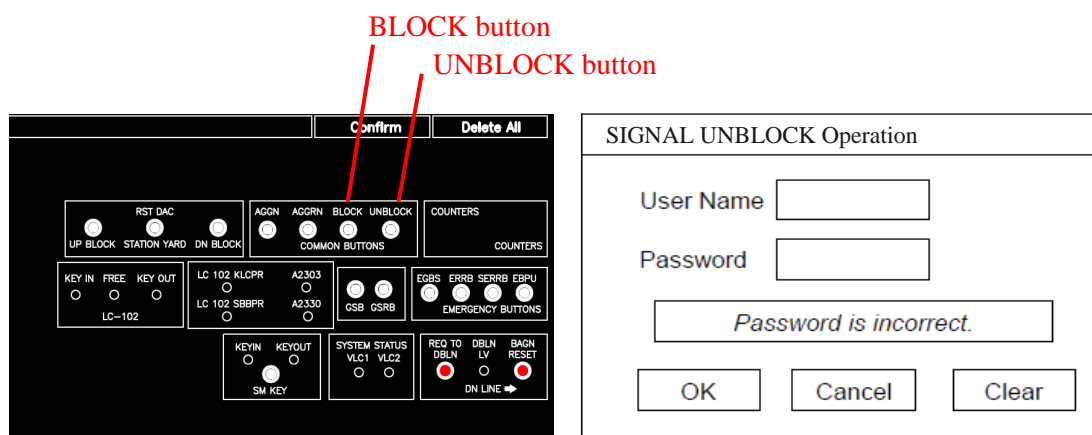 BLOCK button
UNBLOCK button
Confirm Delete All
RST DAC
UP BLOCK STATION YARD DN BLOCK
AGGN AGGRN BLOCK UNBLOCK
COMMON BUTTONS
COUNTERS
COUNTERS
KEY IN FREE KEY OUT
LC-102
LC 102 KLCPR A2303
LC 102 SBBPR A2330
GSB GSRB
EGBS ERRB SERRB EBPU
EMERGENCY BUTTONS
KEYIN KEYOUT
SM KEY
SYSTEM STATUS
VLC1 VLC2
REQ TO DBLN BAGN
DBLN LV RESET
DN LINE
SIGNAL UNBLOCK Operation
User Name
Password
Password is incorrect.
OK Cancel Clear